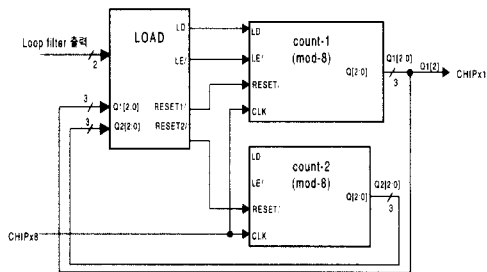 Loop filter 출력
2
LOAD
LD
LE/
RESET1/
RESET2/
3
Q1[2:0]
3
Q2[2:0]
count-1
(mod-8)
LD
LE/
RESET/
CLK
Q[2:0]
Q1[2:0]
3
Q1[2]
CHIPx1
count-2
(mod-8)
LD
LE/
RESET/
CLK
Q[2:0]
Q2[2:0]
3
CHIPx8